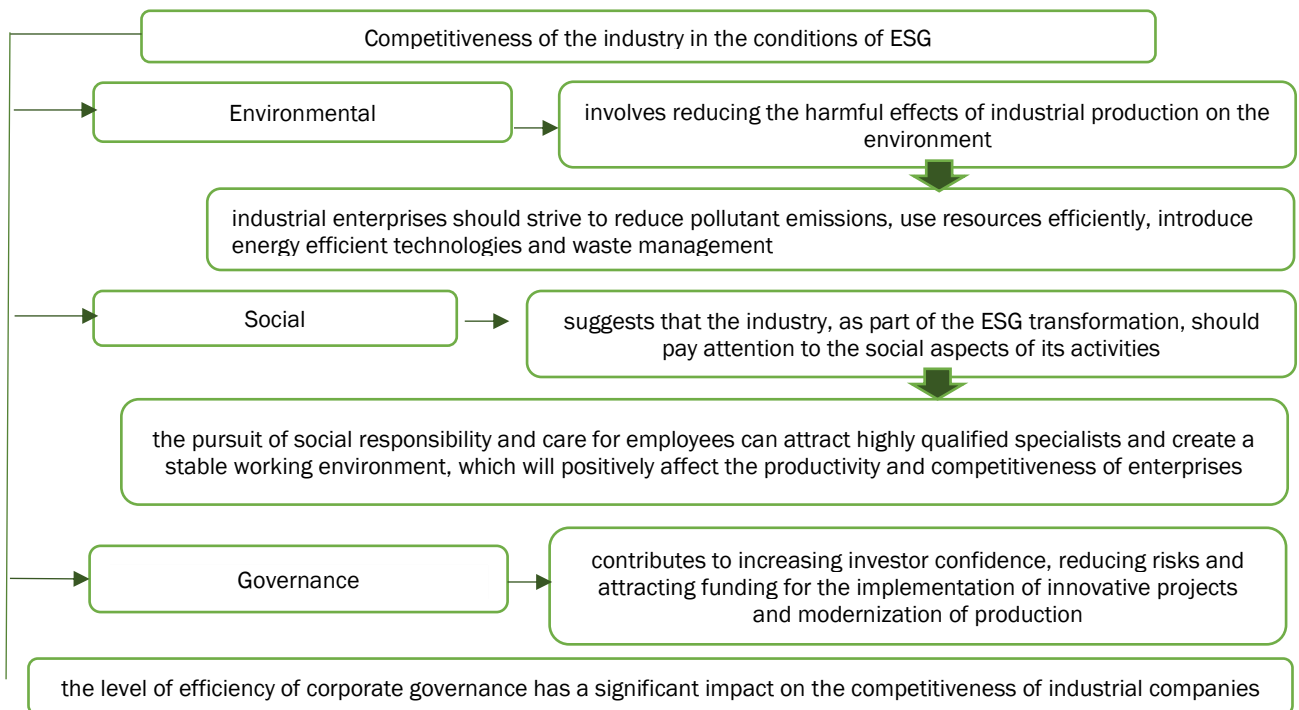 Competitiveness of the industry in the conditions of ESG
Environmental
involves reducing the harmful effects of industrial production on the
environment
industrial enterprises should strive to reduce pollutant emissions, use resources efficiently, introduce
energy efficient technologies and waste management
Social
suggests that the industry, as part of the ESG transformation, should
pay attention to the social aspects of its activities
the pursuit of social responsibility and care for employees can attract highly qualified specialists and create a
stable working environment, which will positively affect the productivity and competitiveness of enterprises
Governance
contributes to increasing investor confidence, reducing risks and
attracting funding for the implementation of innovative projects
and modernization of production
the level of efficiency of corporate governance has a significant impact on the competitiveness of industrial companies